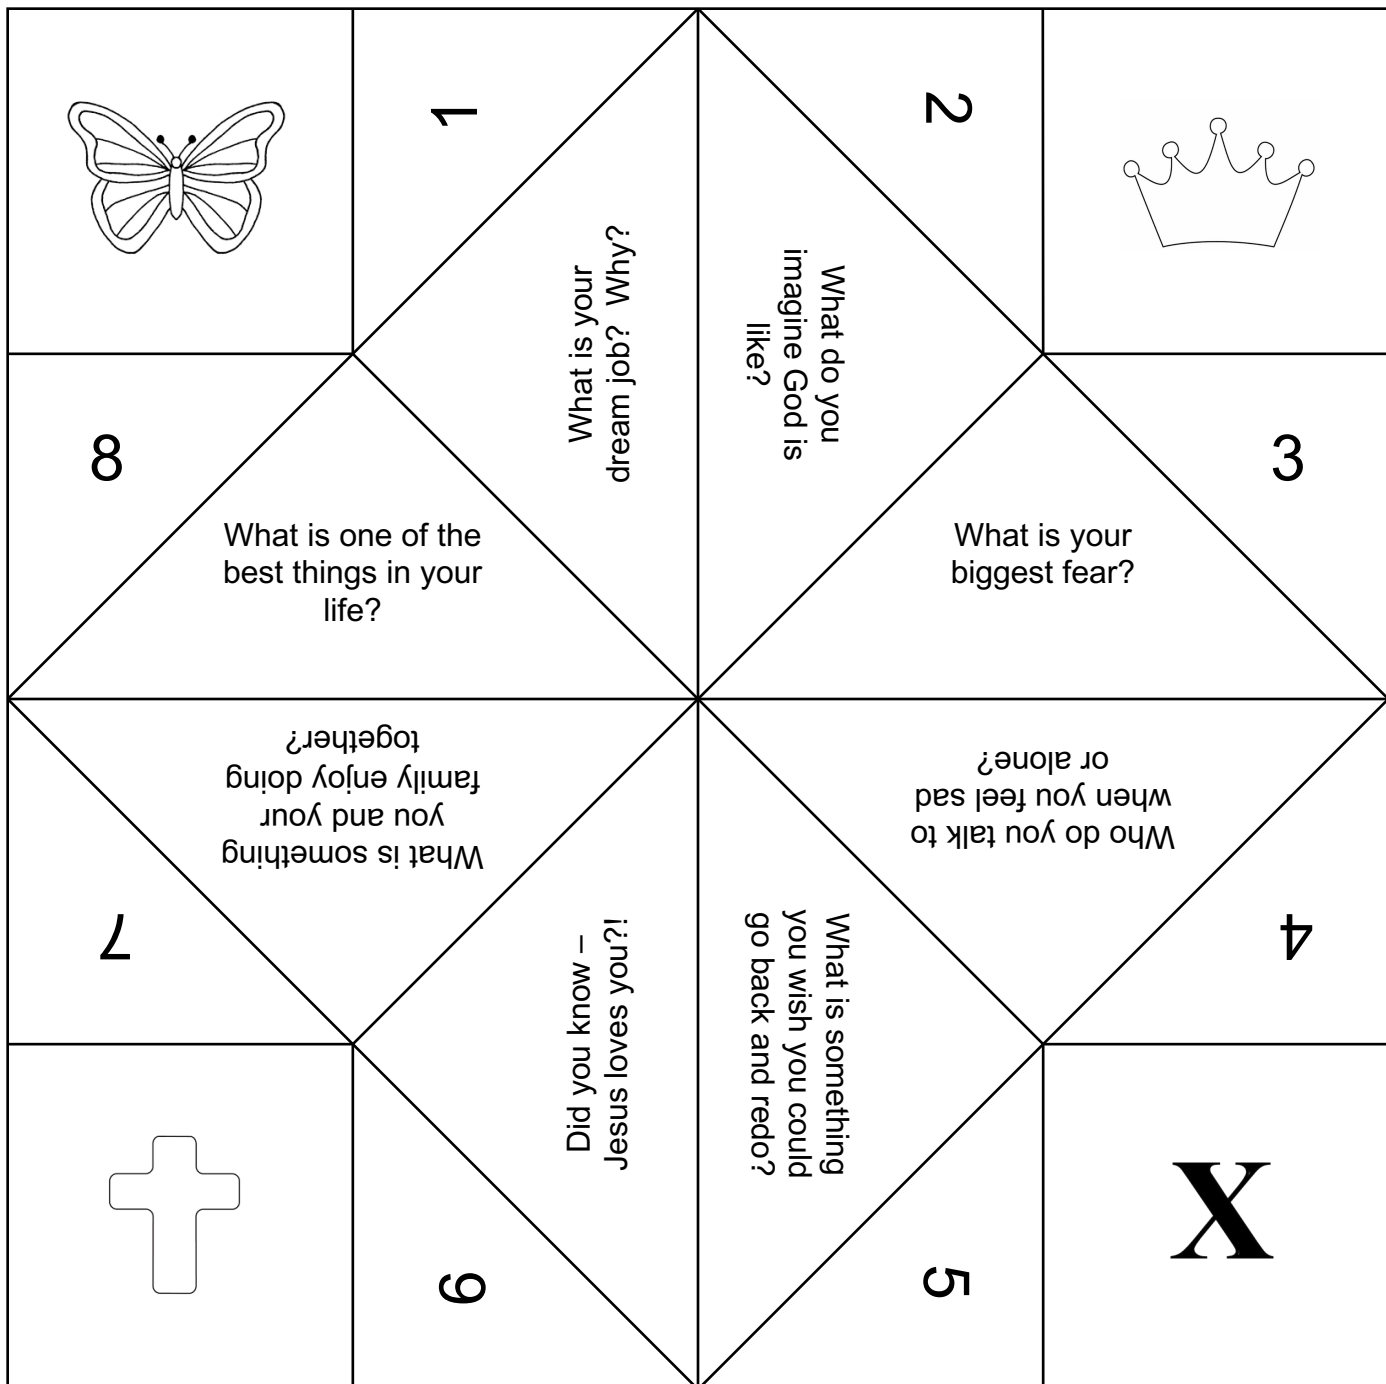 1
2
What is your
dream job?  Why?
What do you
imagine God is
like?
8
3
What is one of the
best things in your
life?
What is your
biggest fear?
What is something
you and your
family enjoy doing
together?
Who do you talk to
when you feel sad
or alone?
7
4
Did you know –
Jesus loves you?!
What is something
you wish you could
go back and redo?
6
5
X